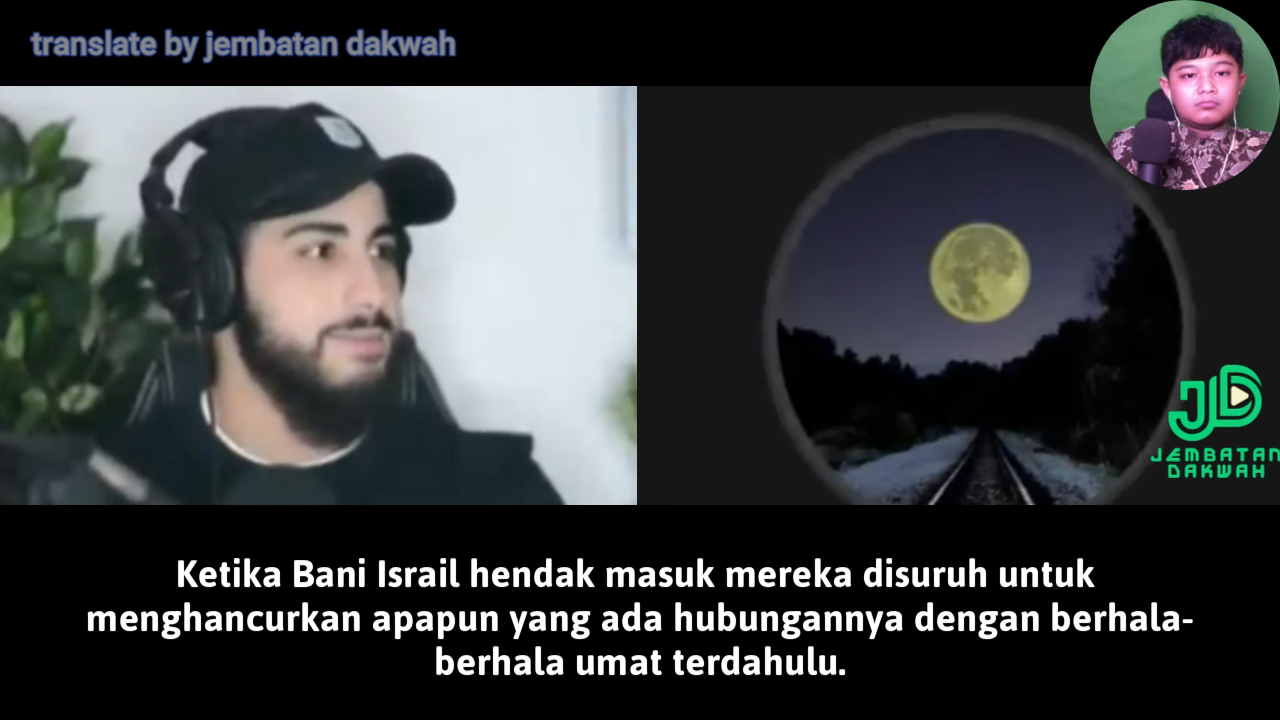 translate by jembatan dakwah
JD
JEMBATAN
DAKWAH
Ketika Bani Israil hendak masuk mereka disuruh untuk
menghancurkan apapun yang ada hubungannya dengan berhala-
berhala umat terdahulu.